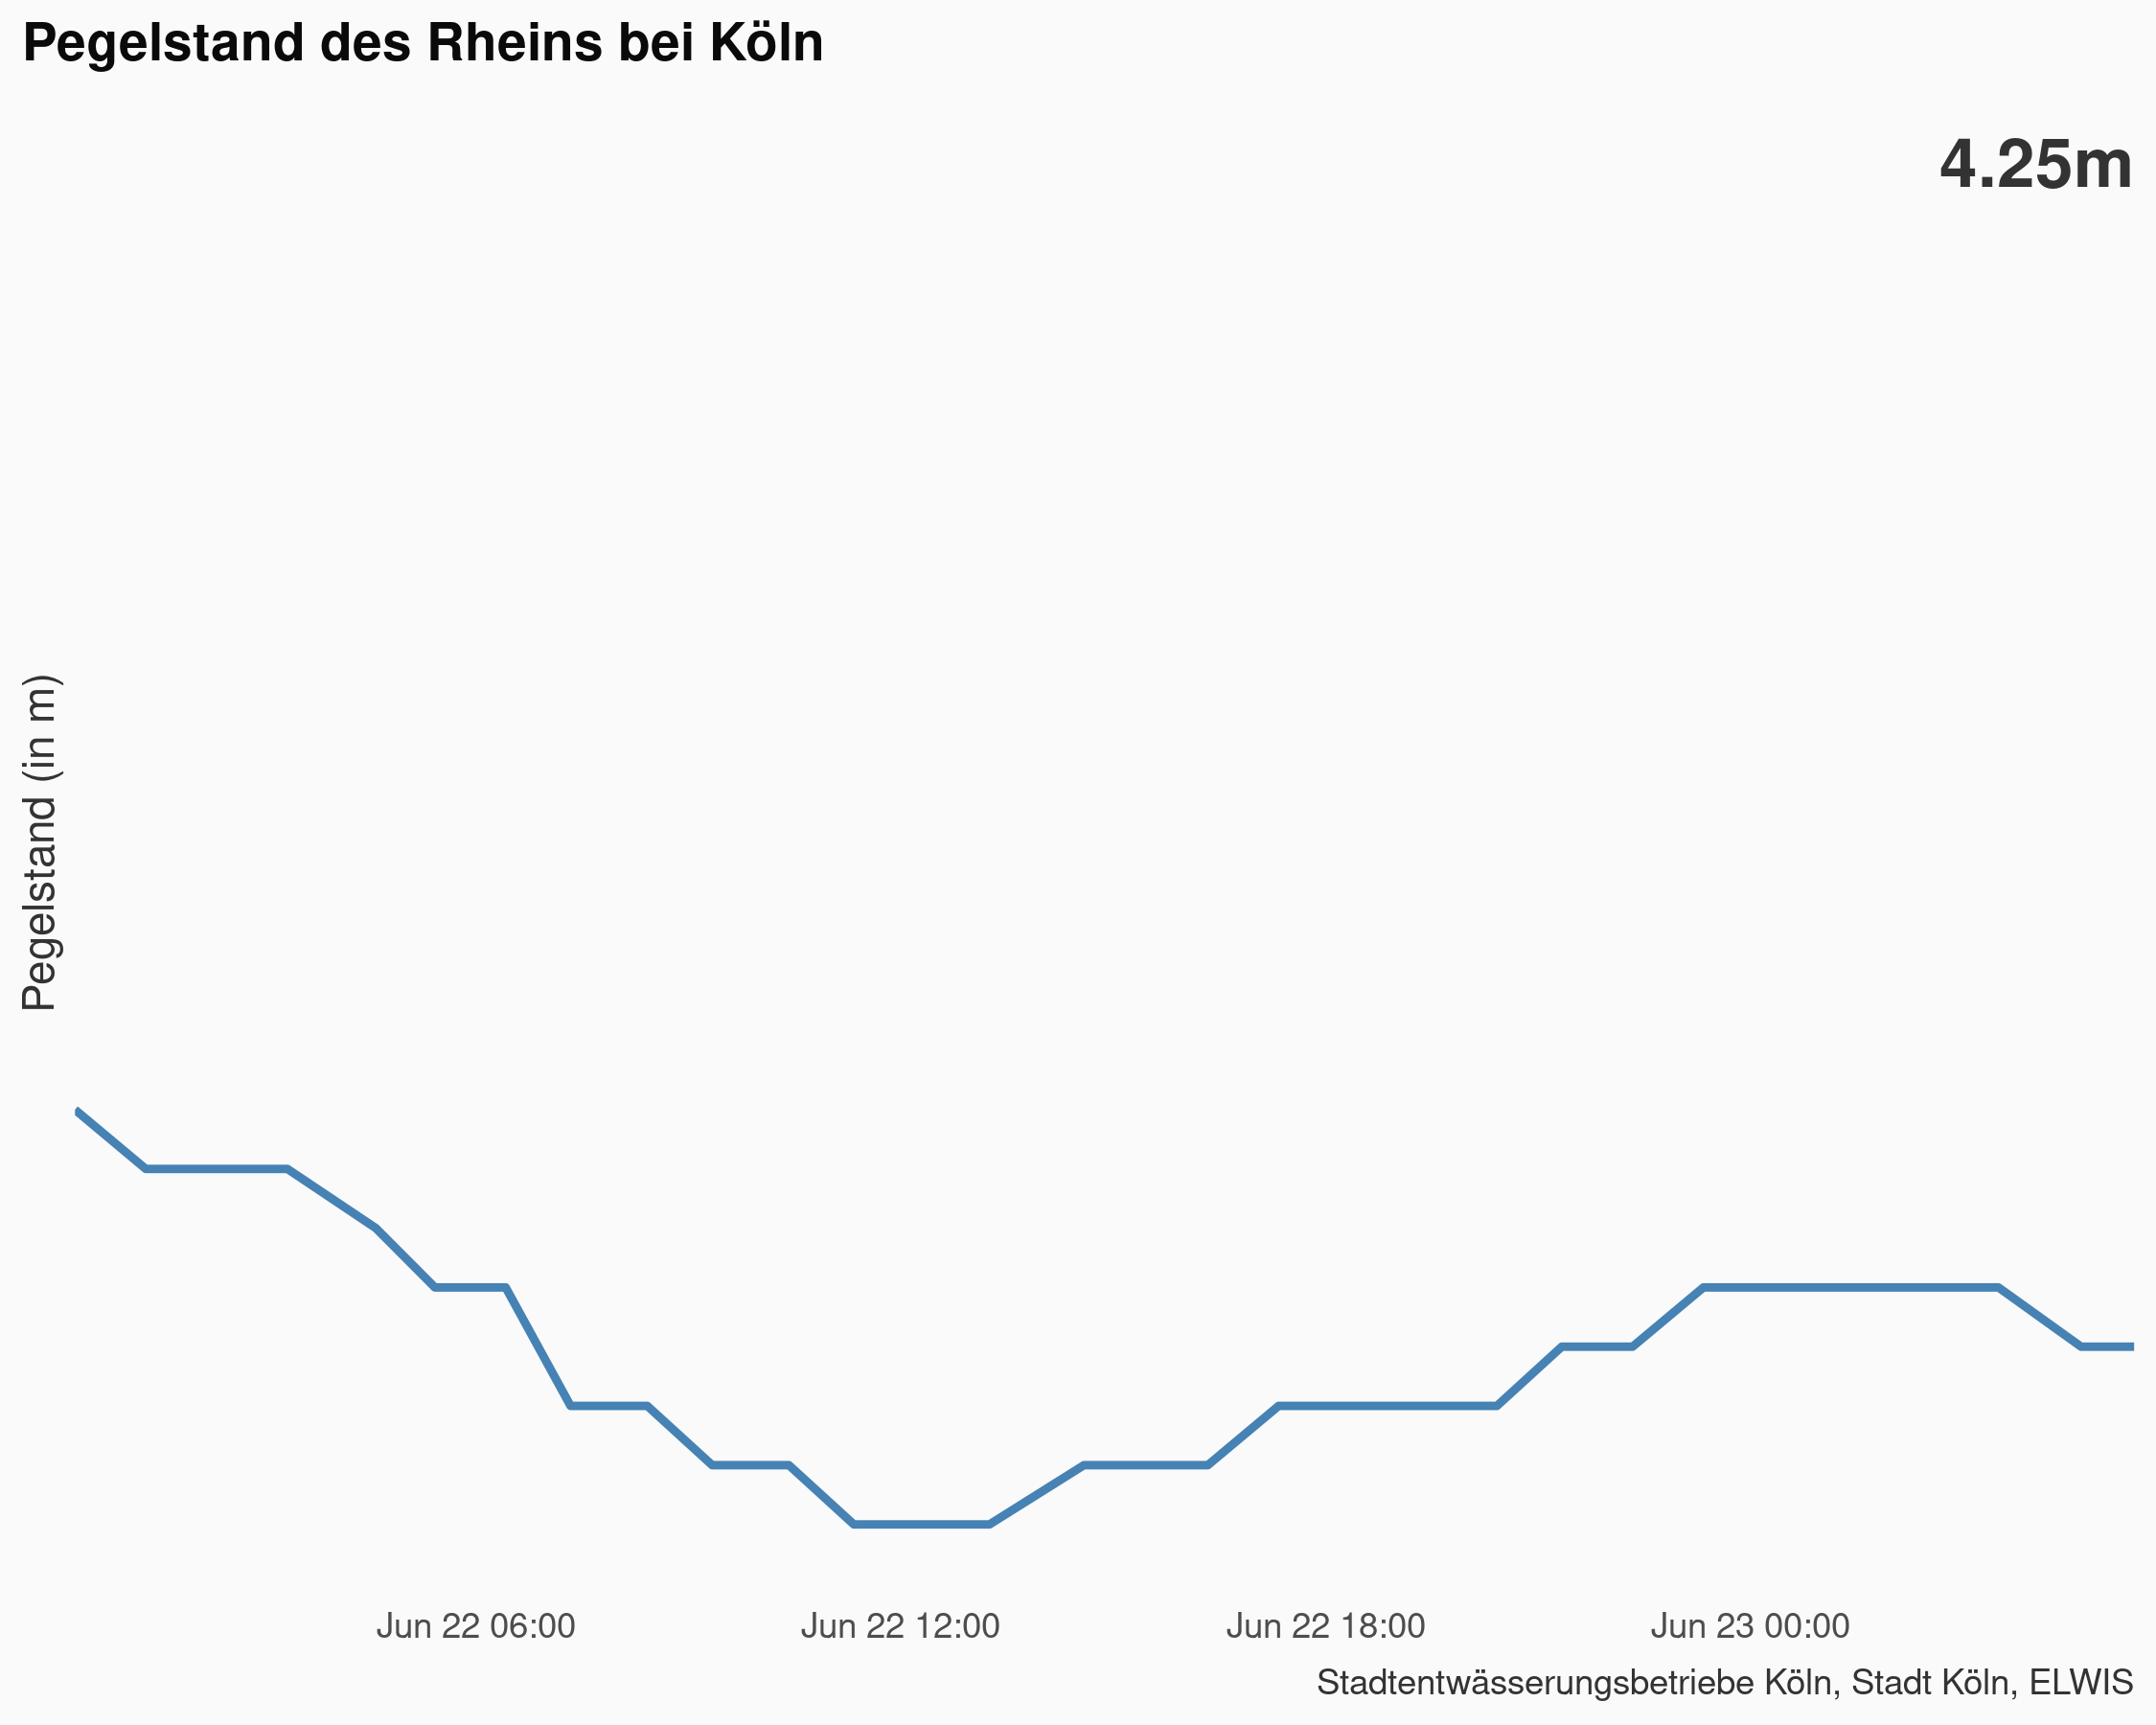 Pegelstand des Rheins bei Köln
4.25m
Pegelstand (in m)
Jun 22 06:00
Jun 22 12:00
Jun 22 18:00
Jun 23 00:00
Stadtentwässerungsbetriebe Köln, Stadt Köln, ELWIS